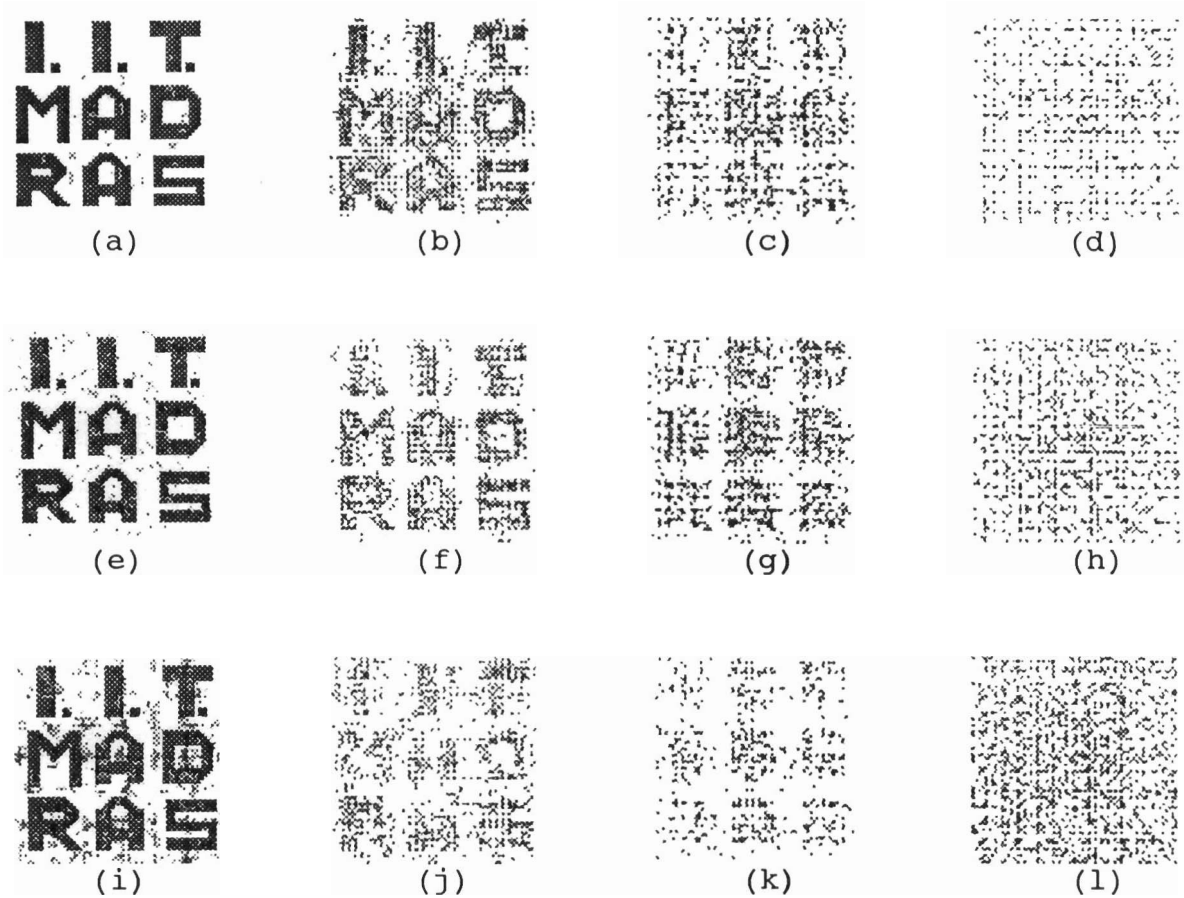 I. I. T.
MAD
RAS
(a) (b) (c) (d)
I. I. T.
MAD
RAS
(e) (f) (g) (h)
I. I. T.
MAD
RAS
(i) (j) (k) (l)